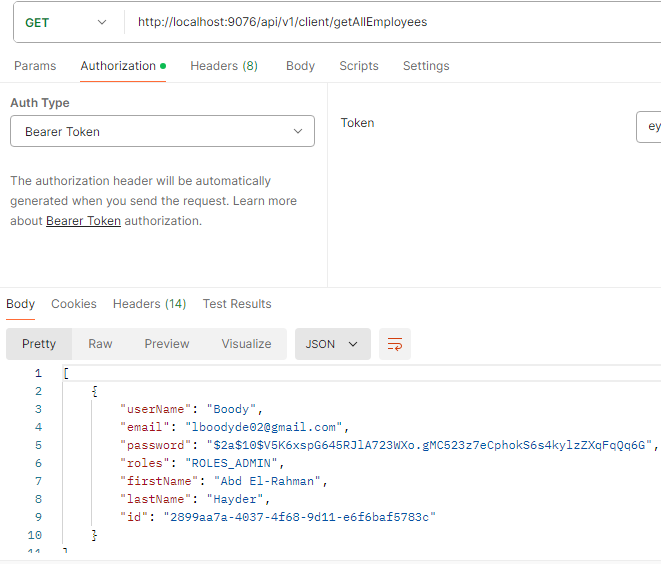 GET http://localhost:9076/api/v1/client/getAllEmployees
Params Authorization Headers (8) Body Scripts Settings
Auth Type
Bearer Token
Token
ey
The authorization header will be automatically
generated when you send the request. Learn more
about Bearer Token authorization.
Body Cookies Headers (14) Test Results
Pretty Raw Preview Visualize JSON
1 [
2 {
3 "userName": "Boody",
4 "email": "lboodyde02@gmail.com",
5 "password": "$2a$10$V5K6xspG645RJlA723WXo.gMC523z7eCphokS6s4kylzZXqFqQq6G",
6 "roles": "ROLES_ADMIN",
7 "firstName": "Abd El-Rahman",
8 "lastName": "Hayder",
9 "id": "2899aa7a-4037-4f68-9d11-e6f6baf5783c"
10 }
11 ]